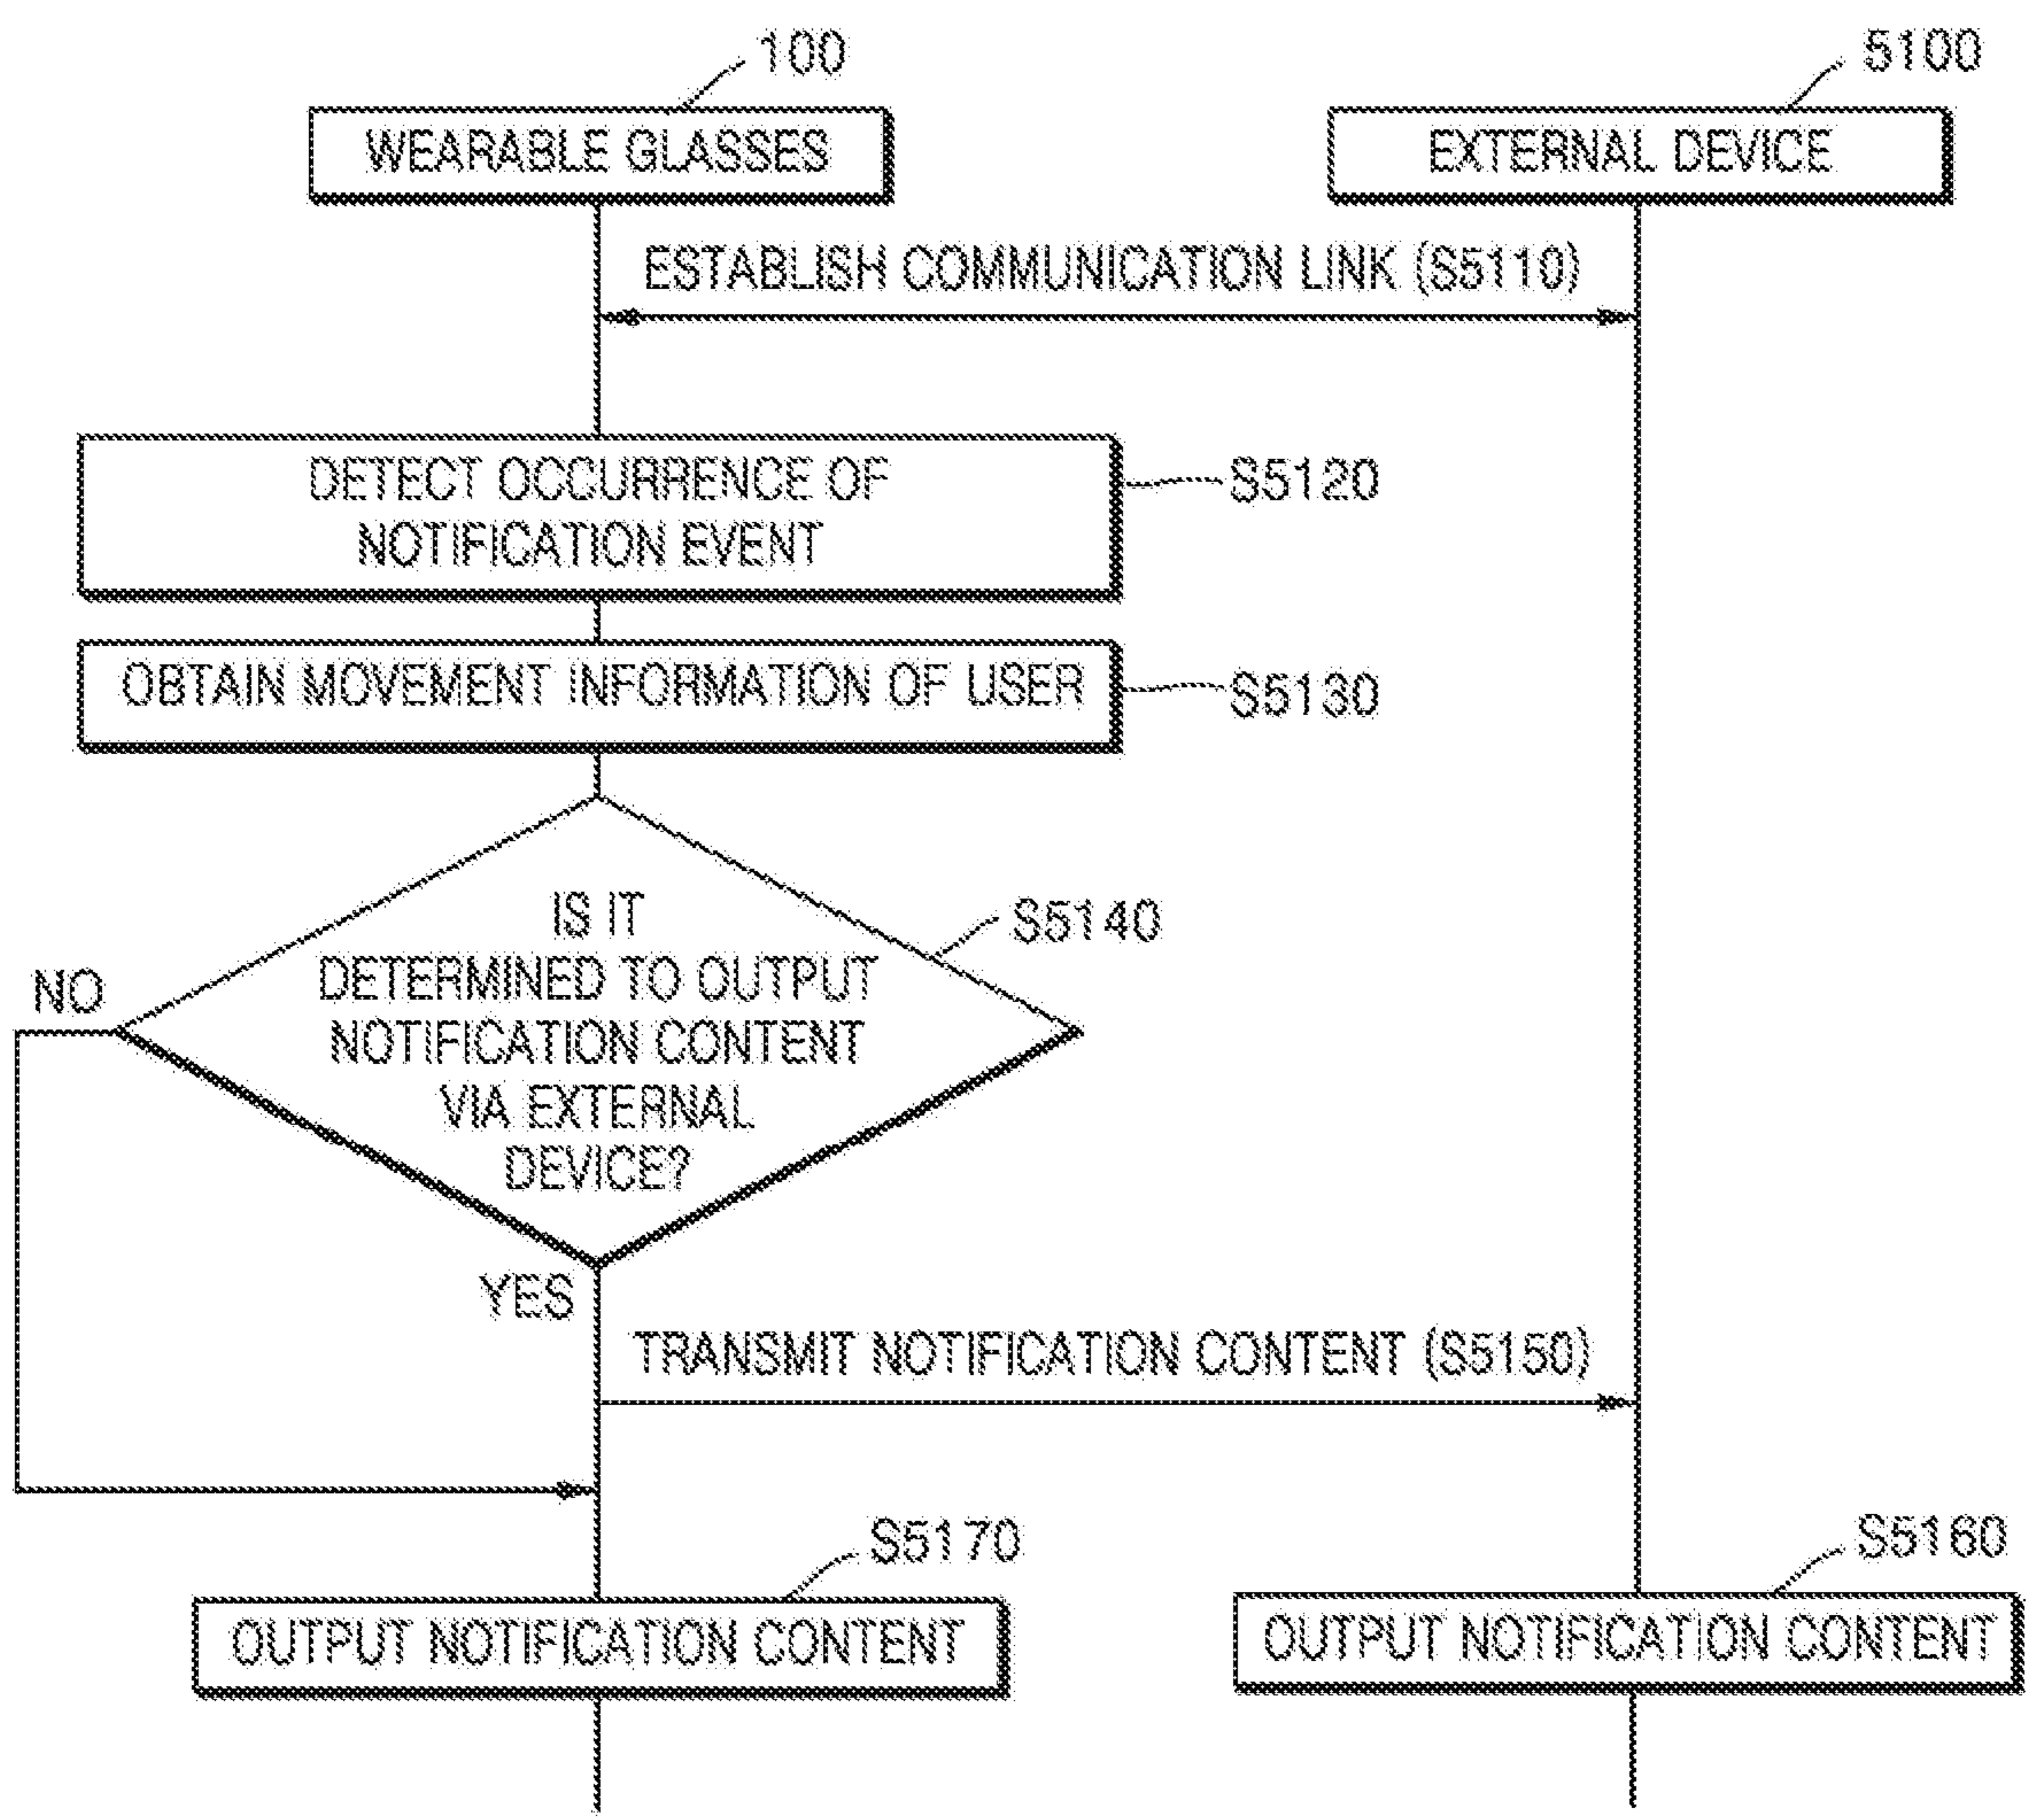 100
5100
WEARABLE GLASSES
EXTERNAL DEVICE
ESTABLISH COMMUNICATION LINK (S5110)
DETECT OCCURRENCE OF
NOTIFICATION EVENT
S5120
OBTAIN MOVEMENT INFORMATION OF USER
S5130
IS IT
DETERMINED TO OUTPUT
NOTIFICATION CONTENT
VIA EXTERNAL
DEVICE?
S5140
NO
YES
TRANSMIT NOTIFICATION CONTENT (S5150)
S5170
S5160
OUTPUT NOTIFICATION CONTENT
OUTPUT NOTIFICATION CONTENT